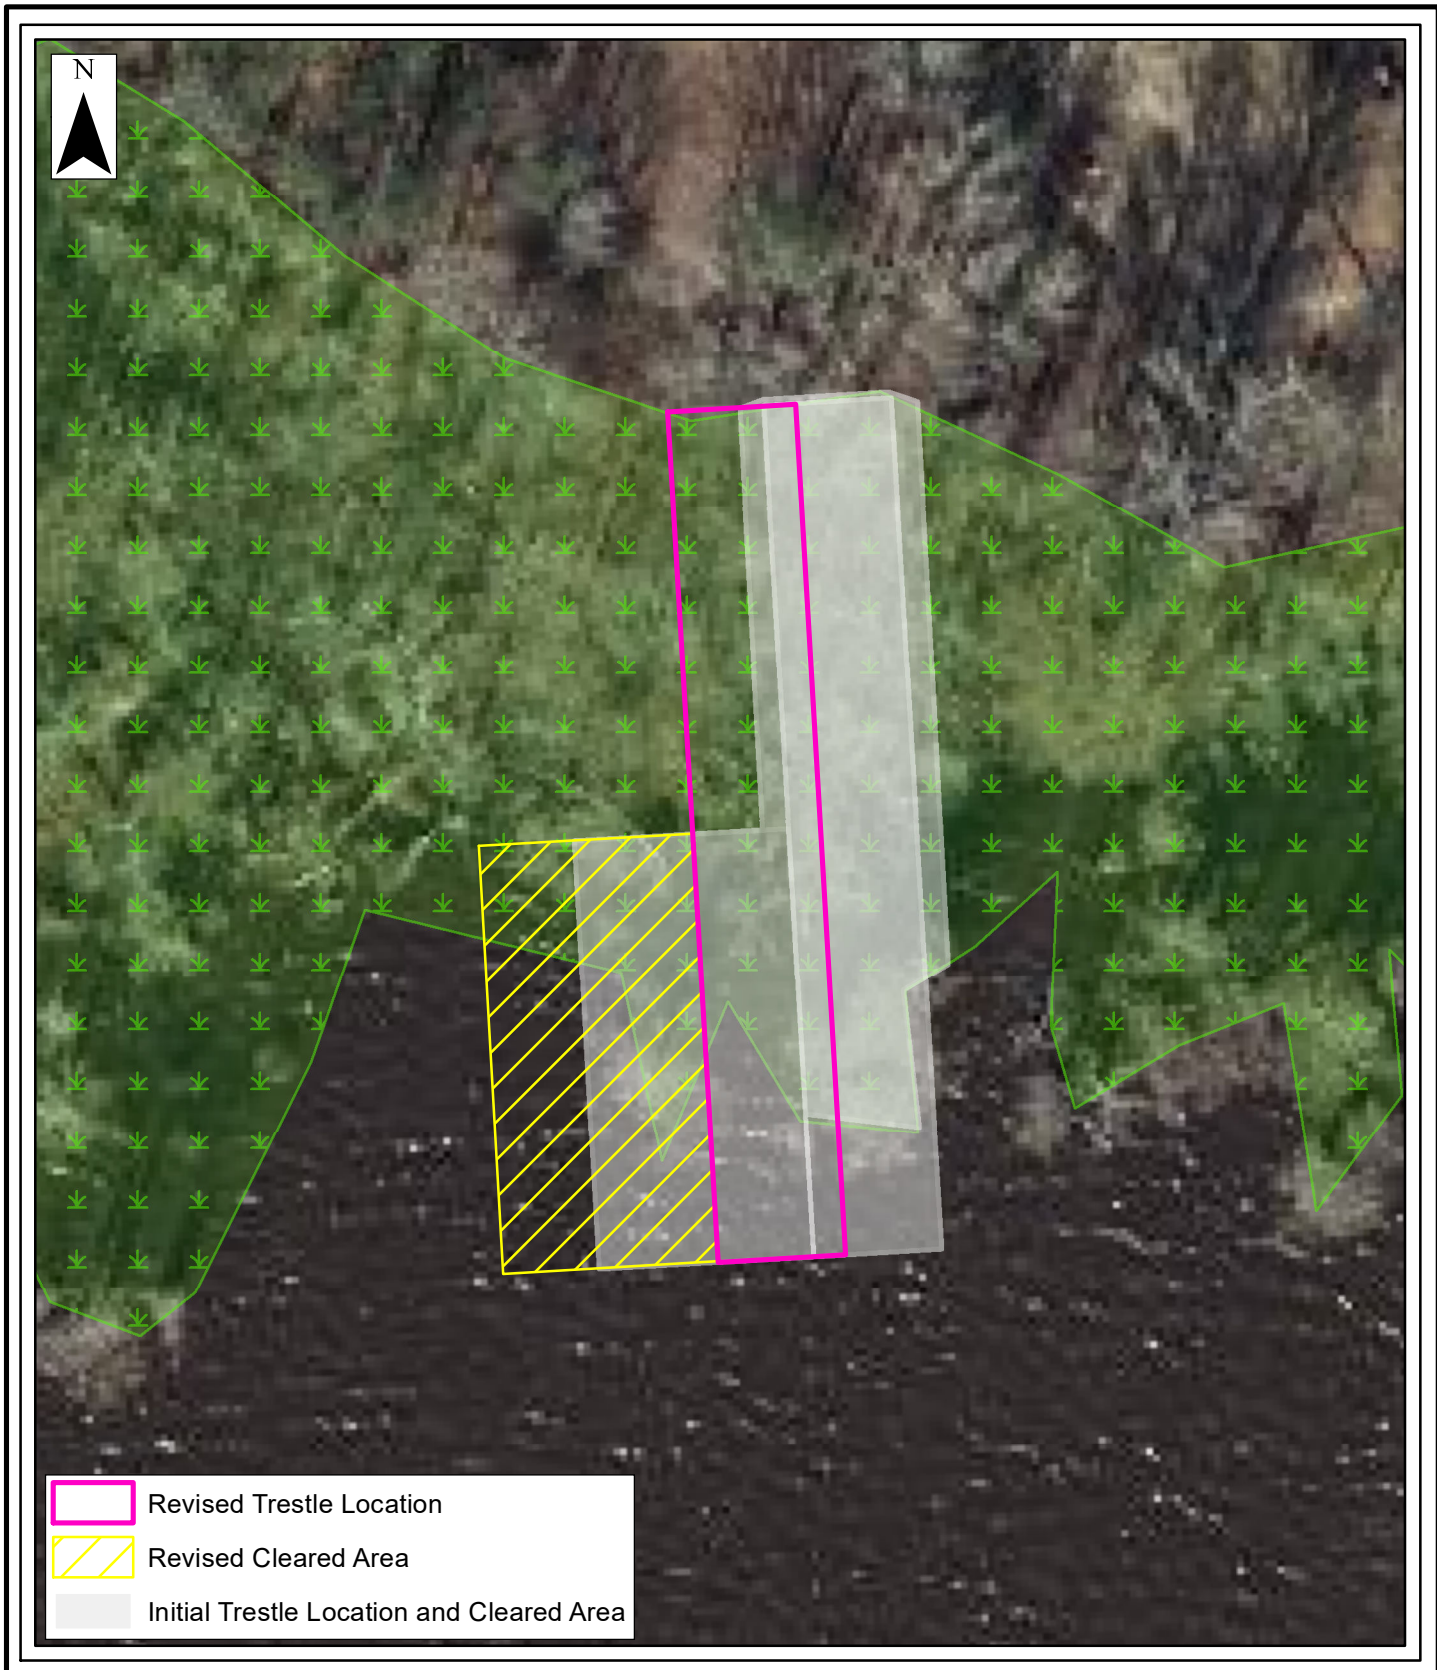 N
Revised Trestle Location
Revised Cleared Area
Initial Trestle Location and Cleared Area